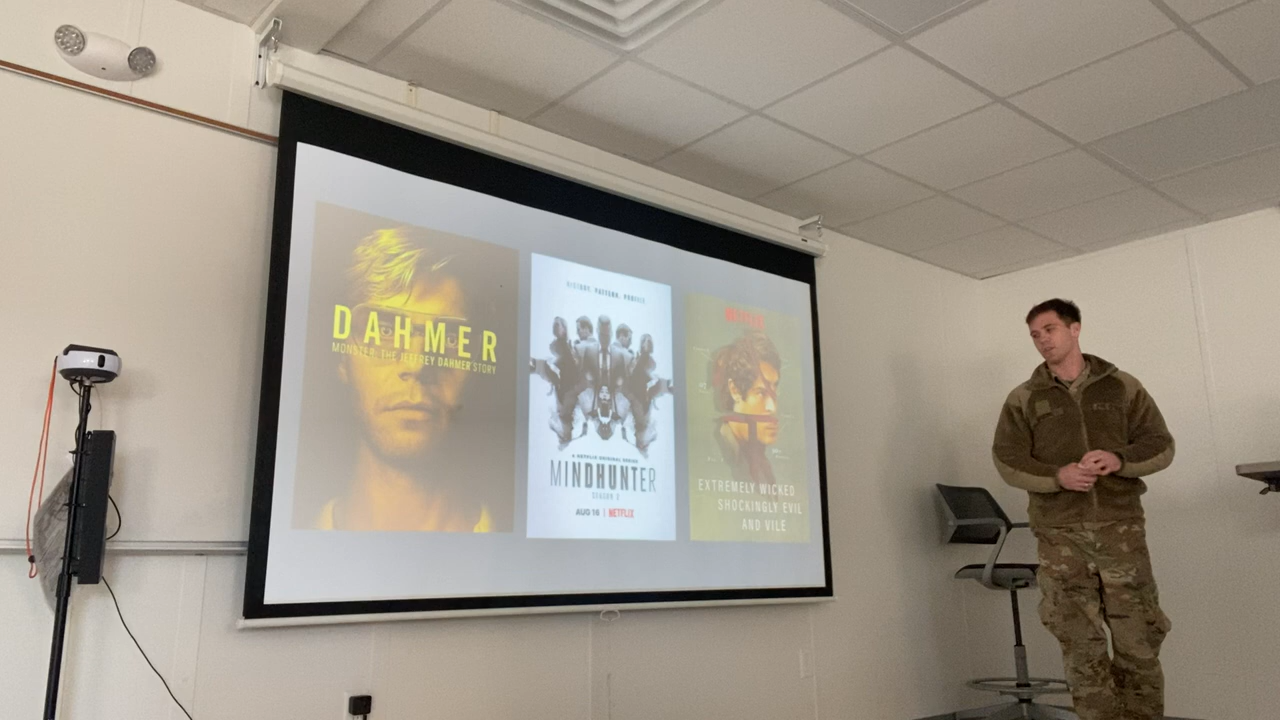 DAHMER
MONSTER: THE JEFFREY DAHMER STORY
HISTORY. PATTERN. PROFILE.
A NETFLIX ORIGINAL SERIES
MINDHUNTER
SEASON 2
AUG 16 | NETFLIX
NETFLIX
EXTREMELY WICKED
SHOCKINGLY EVIL
AND VILE